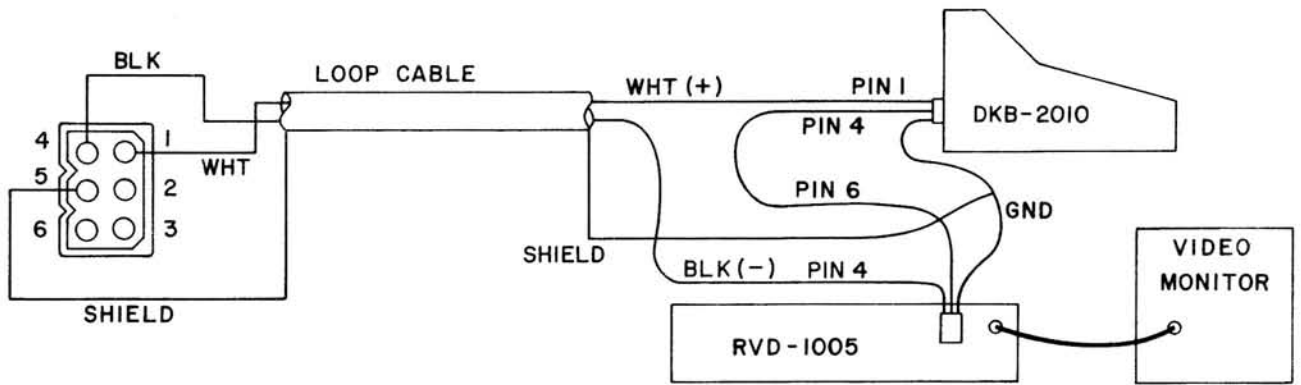 BLK
LOOP CABLE
WHT (+)
PIN 1
DKB-2010
PIN 4
4
1
WHT
5
2
PIN 6
6
3
GND
SHIELD
BLK (-) PIN 4
VIDEO
MONITOR
SHIELD
RVD-1005